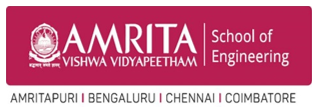 AMRITA
VISHWA VIDYAPEETHAM
School of
Engineering
AMRITAPURI | BENGALURU | CHENNAI | COIMBATORE